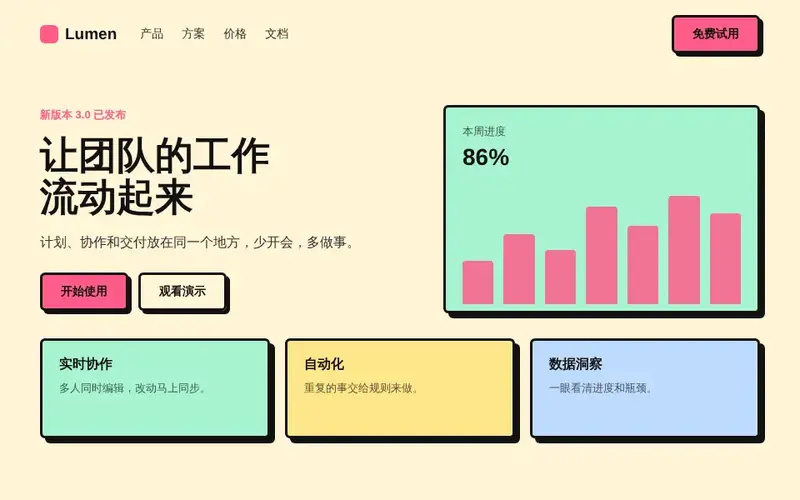 Lumen
产品
方案
价格
文档
免费试用
新版本 3.0 已发布
让团队的工作
流动起来
计划、协作和交付放在同一个地方，少开会，多做事。
开始使用
观看演示
本周进度
86%
实时协作
多人同时编辑，改动马上同步。
自动化
重复的事交给规则来做。
数据洞察
一眼看清进度和瓶颈。